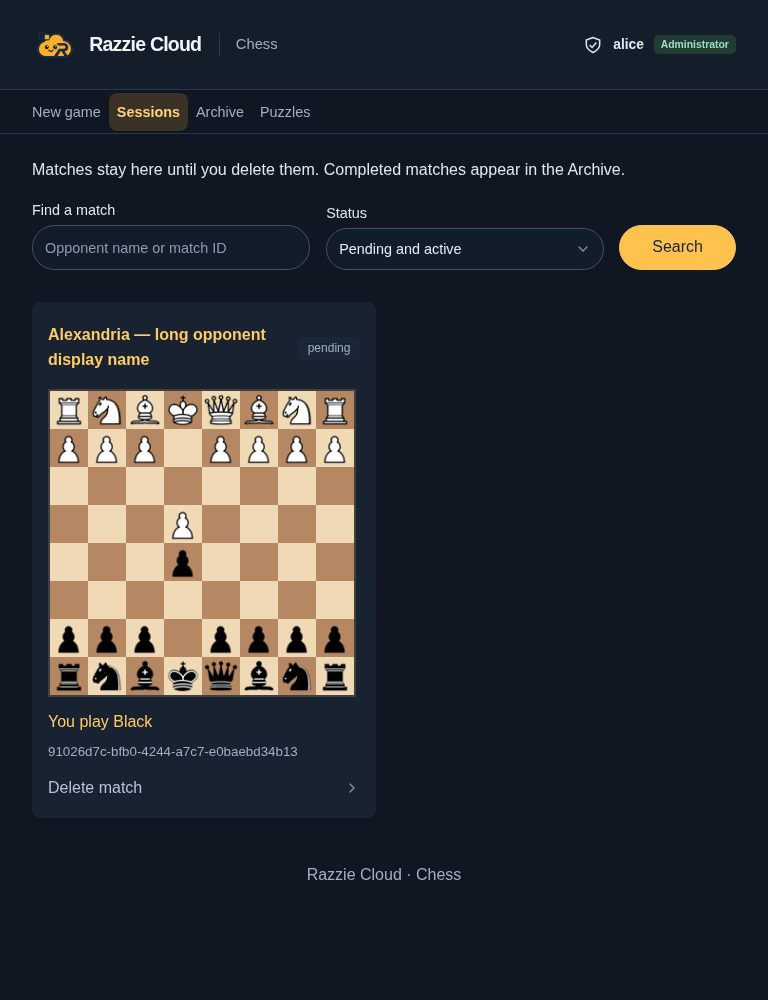 Razzie Cloud
Chess
alice
Administrator
New game
Sessions
Archive
Puzzles
Matches stay here until you delete them. Completed matches appear in the Archive.
Find a match
Opponent name or match ID
Status
Pending and active
Search
Alexandria — long opponent
display name
pending
You play Black
91026d7c-bfb0-4244-a7c7-e0baebd34b13
Delete match
Razzie Cloud · Chess